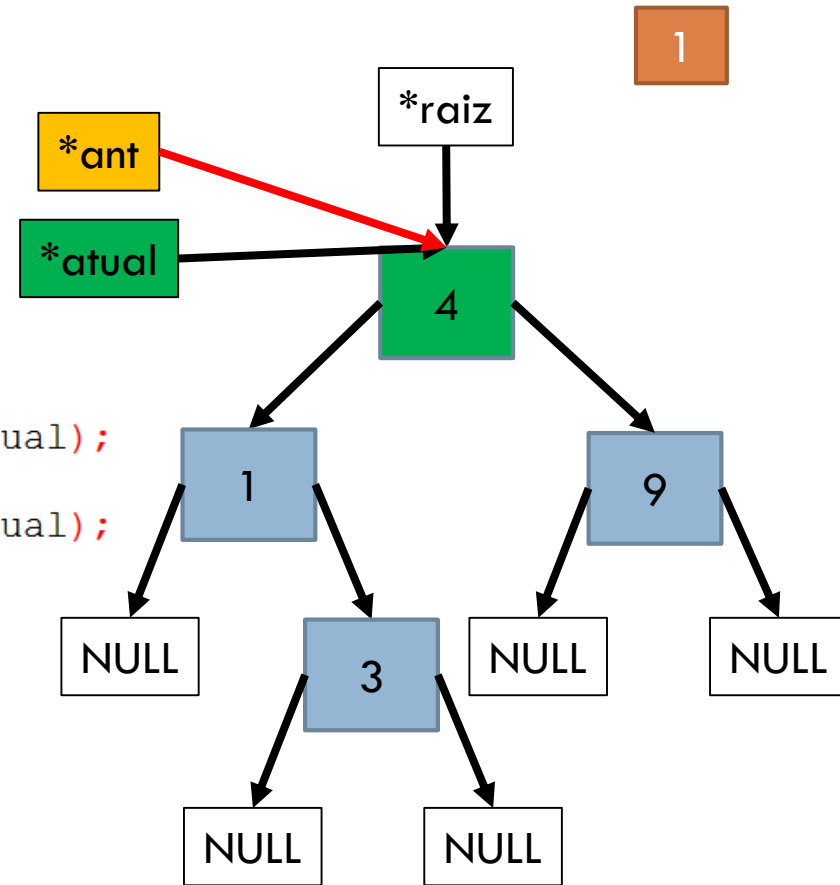 1
*raiz
*ant
*atual
4
ual);
1
9
ual);
NULL
3
NULL
NULL
NULL
NULL